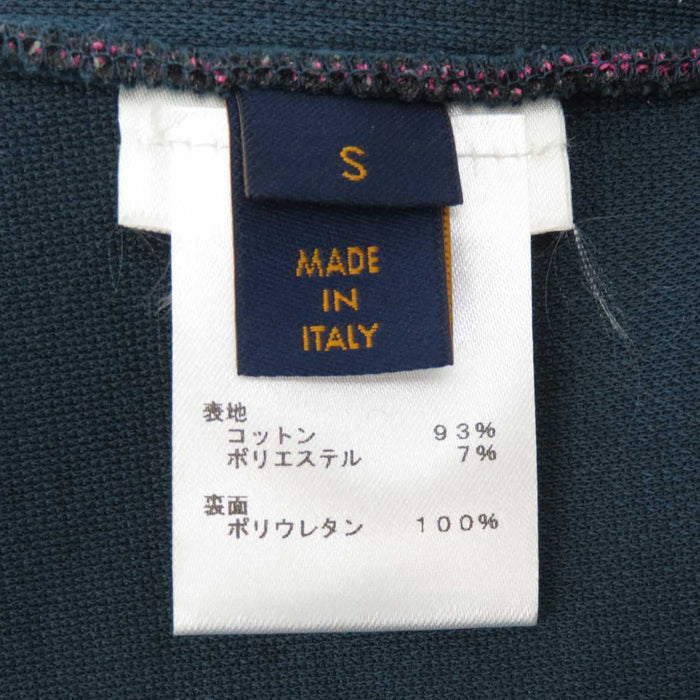 S
MADE
IN
ITALY
表地
コットン 93%
ポリエステル 7%
裏面
ポリウレタン 100%